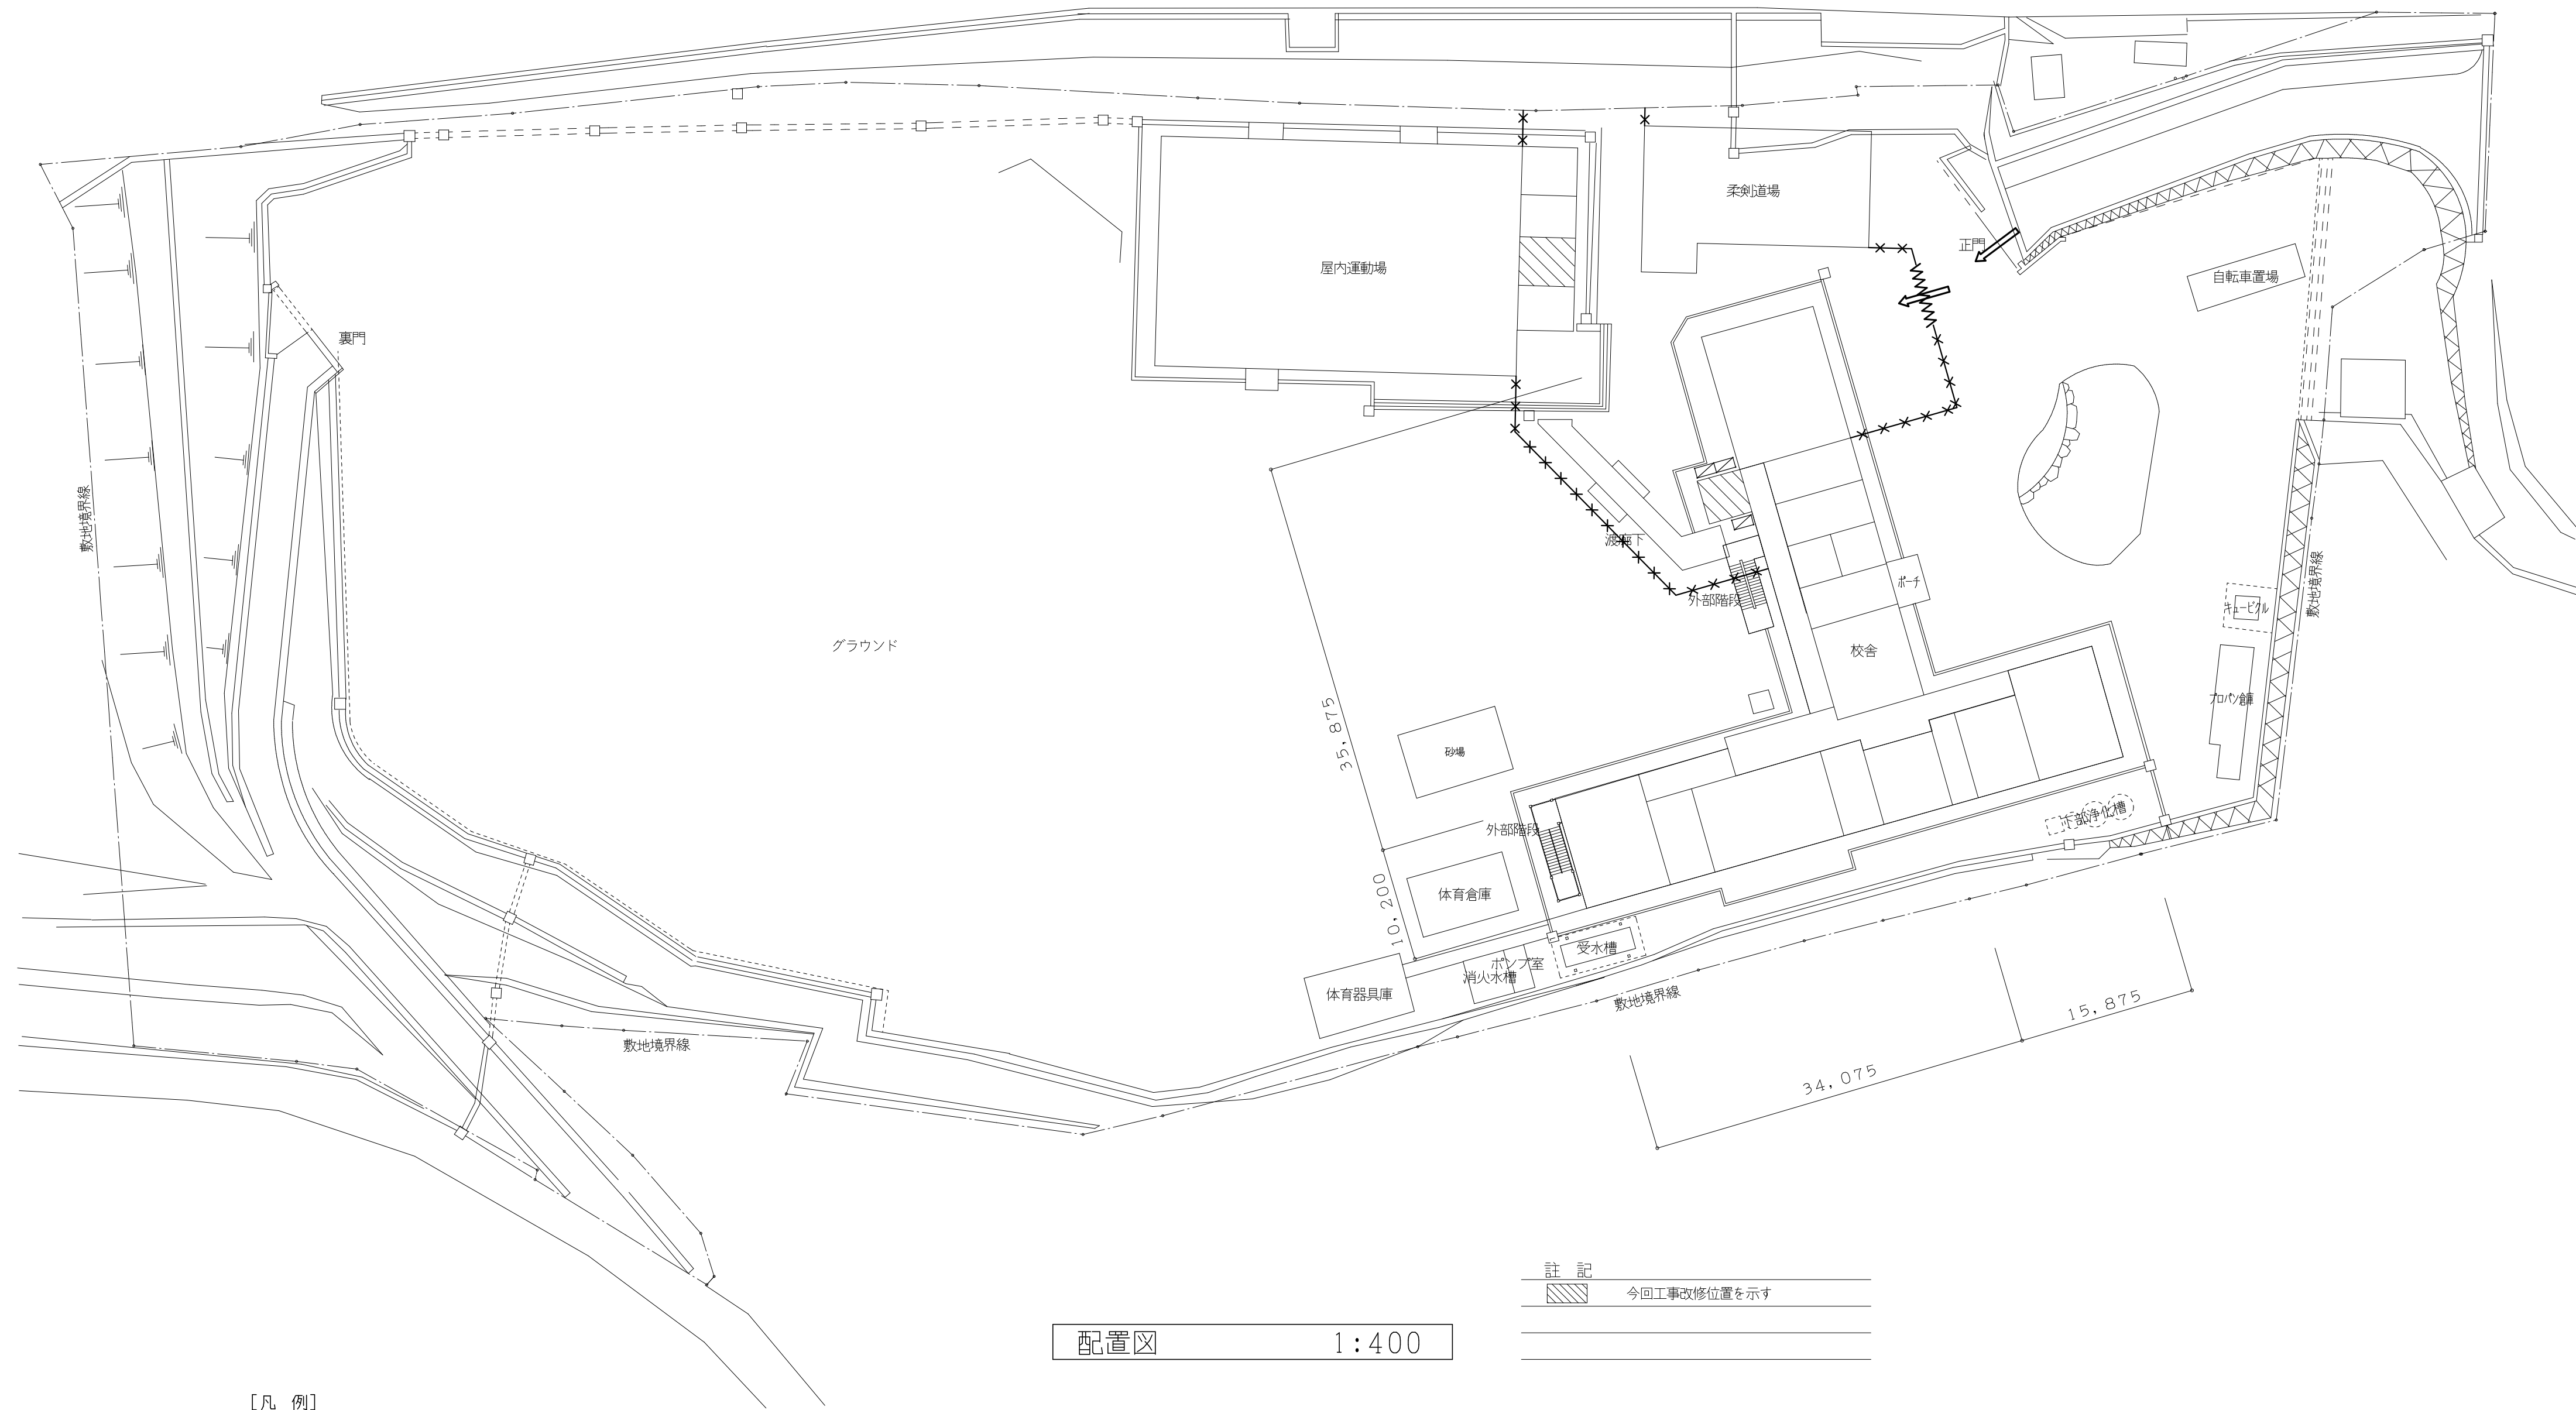 柔剣道場
正門
屋内運動場
自転車置場
裏門
敷地境界線
渡廊下
敷地境界線
ポーチ
外部階段
キュービクル
グラウンド
校舎
プロパン倉庫
35,875
砂場
下部浄化槽
外部階段
体育倉庫
10,200
受水槽
ポンプ室
消火水槽
体育器具庫
敷地境界線
15,875
敷地境界線
34,075
註 記
今回工事改修位置を示す
配置図 1:400
[凡 例]